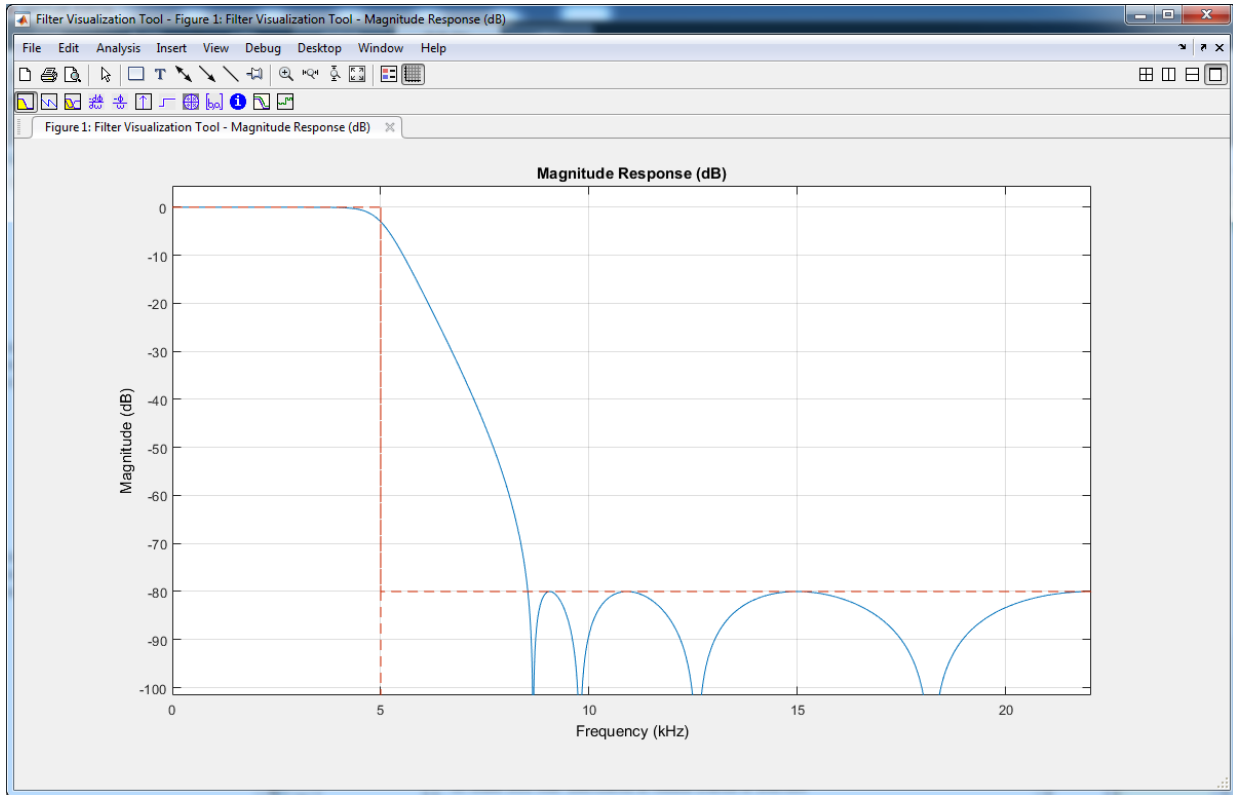 Filter Visualization Tool - Figure 1: Filter Visualization Tool - Magnitude Response (dB)
File Edit Analysis Insert View Debug Desktop Window Help
Figure 1: Filter Visualization Tool - Magnitude Response (dB)
Magnitude Response (dB)
0
-10
-20
-30
-40
-50
-60
-70
-80
-90
-100
Magnitude (dB)
0 5 10 15 20
Frequency (kHz)